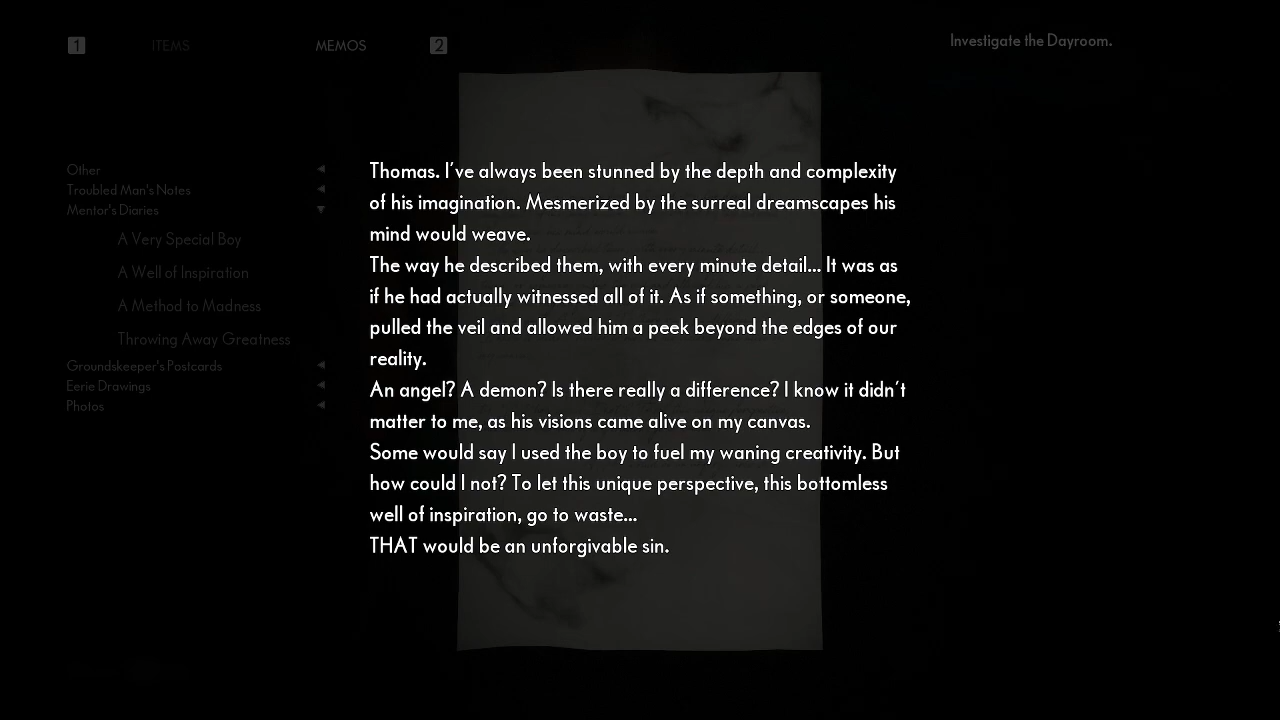 1 ITEMS MEMOS 2
Investigate the Dayroom.
Other
Troubled Man's Notes
Mentor's Diaries
A Very Special Boy
A Well of Inspiration
A Method to Madness
Throwing Away Greatness
Groundskeeper's Postcards
Eerie Drawings
Photos
Thomas. I've always been stunned by the depth and complexity
of his imagination. Mesmerized by the surreal dreamscapes his
mind would weave.
The way he described them, with every minute detail... It was as
if he had actually witnessed all of it. As if something, or someone,
pulled the veil and allowed him a peek beyond the edges of our
reality.
An angel? A demon? Is there really a difference? I know it didn't
matter to me, as his visions came alive on my canvas.
Some would say I used the boy to fuel my waning creativity. But
how could I not? To let this unique perspective, this bottomless
well of inspiration, go to waste...
THAT would be an unforgivable sin.